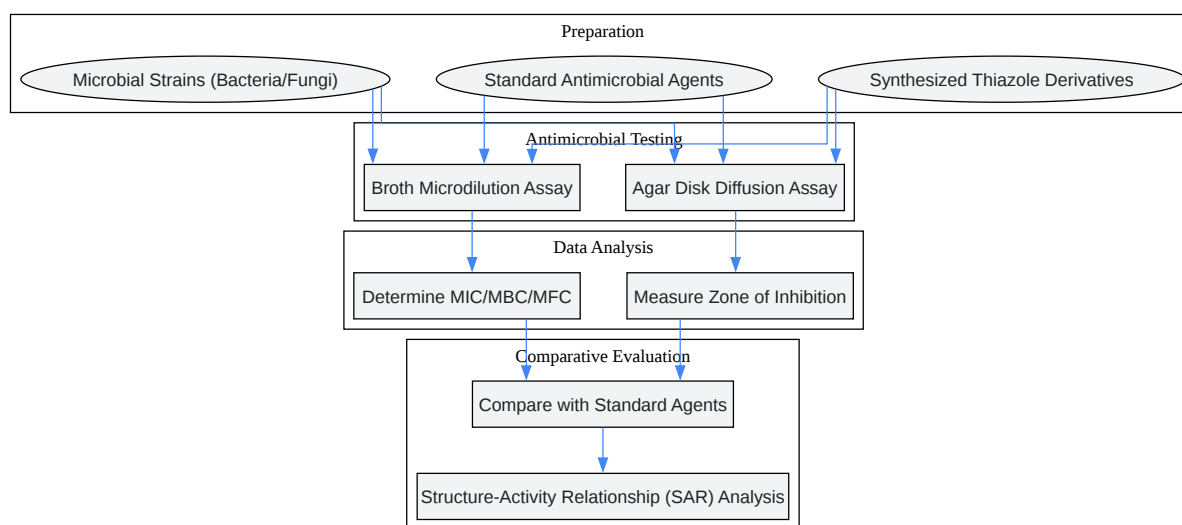 Preparation
Microbial Strains (Bacteria/Fungi)
Standard Antimicrobial Agents
Synthesized Thiazole Derivatives
Antimicrobial Testing
Broth Microdilution Assay
Agar Disk Diffusion Assay
Data Analysis
Determine MIC/MBC/MFC
Measure Zone of Inhibition
Comparative Evaluation
Compare with Standard Agents
Structure-Activity Relationship (SAR) Analysis